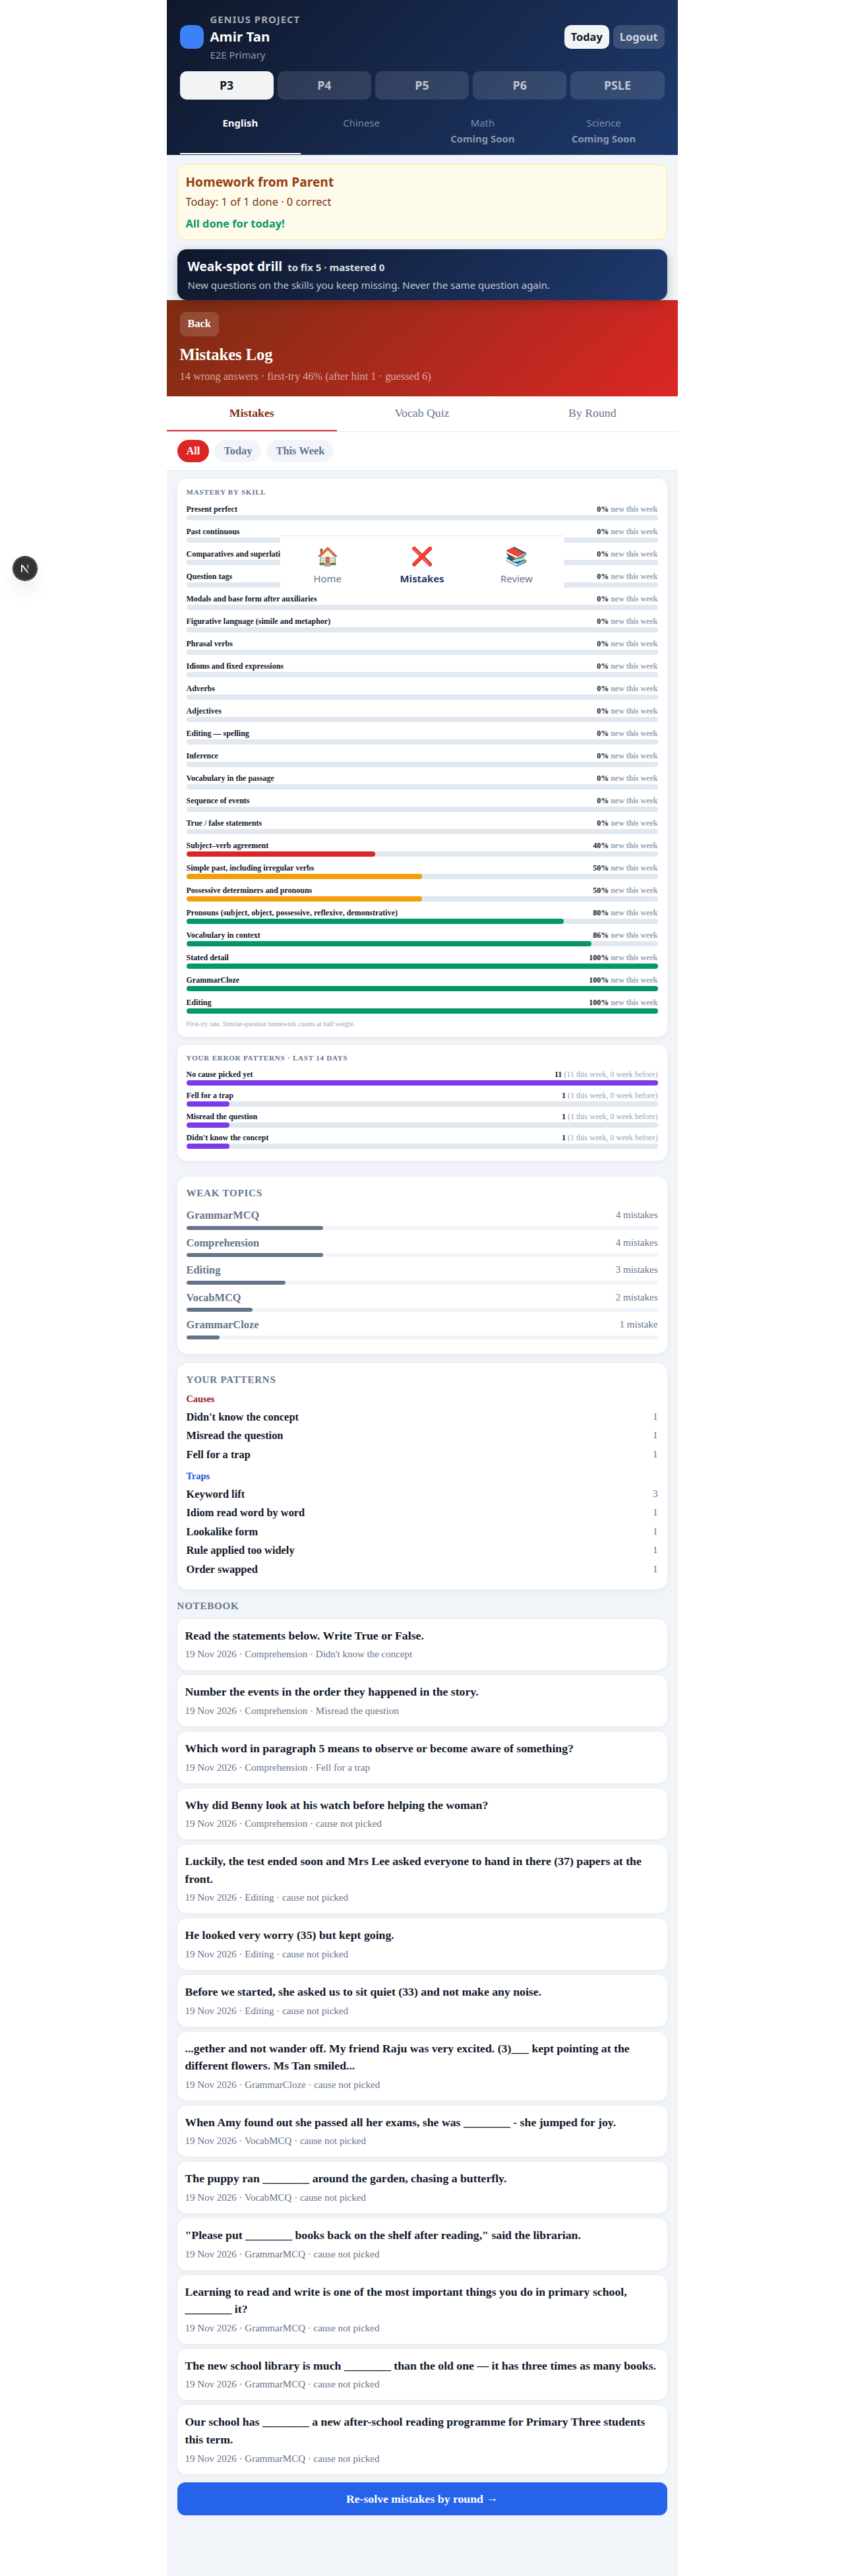 GENIUS PROJECT
Amir Tan
E2E Primary
Today
Logout
P3
P4
P5
P6
PSLE
English
Chinese
Math
Coming Soon
Science
Coming Soon
Homework from Parent
Today: 1 of 1 done · 0 correct
All done for today!
Weak-spot drill to fix 5 · mastered 0
New questions on the skills you keep missing. Never the same question again.
Back
Mistakes Log
14 wrong answers · first-try 46% (after hint 1 · guessed 6)
Mistakes
Vocab Quiz
By Round
All
Today
This Week
MASTERY BY SKILL
Present perfect 0% new this week
Past continuous 0% new this week
Comparatives and superlati 0% new this week
Question tags 0% new this week
🏠 Home
❌ Mistakes
📚 Review
N
Modals and base form after auxiliaries 0% new this week
Figurative language (simile and metaphor) 0% new this week
Phrasal verbs 0% new this week
Idioms and fixed expressions 0% new this week
Adverbs 0% new this week
Adjectives 0% new this week
Editing — spelling 0% new this week
Inference 0% new this week
Vocabulary in the passage 0% new this week
Sequence of events 0% new this week
True / false statements 0% new this week
Subject–verb agreement 40% new this week
Simple past, including irregular verbs 50% new this week
Possessive determiners and pronouns 50% new this week
Pronouns (subject, object, possessive, reflexive, demonstrative) 80% new this week
Vocabulary in context 86% new this week
Stated detail 100% new this week
GrammarCloze 100% new this week
Editing 100% new this week
First-try rate. Similar-question homework counts at half weight.
YOUR ERROR PATTERNS · LAST 14 DAYS
No cause picked yet 11 (11 this week, 0 week before)
Fell for a trap 1 (1 this week, 0 week before)
Misread the question 1 (1 this week, 0 week before)
Didn't know the concept 1 (1 this week, 0 week before)
WEAK TOPICS
GrammarMCQ 4 mistakes
Comprehension 4 mistakes
Editing 3 mistakes
VocabMCQ 2 mistakes
GrammarCloze 1 mistake
YOUR PATTERNS
Causes
Didn't know the concept 1
Misread the question 1
Fell for a trap 1
Traps
Keyword lift 3
Idiom read word by word 1
Lookalike form 1
Rule applied too widely 1
Order swapped 1
NOTEBOOK
Read the statements below. Write True or False.
19 Nov 2026 · Comprehension · Didn't know the concept
Number the events in the order they happened in the story.
19 Nov 2026 · Comprehension · Misread the question
Which word in paragraph 5 means to observe or become aware of something?
19 Nov 2026 · Comprehension · Fell for a trap
Why did Benny look at his watch before helping the woman?
19 Nov 2026 · Comprehension · cause not picked
Luckily, the test ended soon and Mrs Lee asked everyone to hand in there (37) papers at the
front.
19 Nov 2026 · Editing · cause not picked
He looked very worry (35) but kept going.
19 Nov 2026 · Editing · cause not picked
Before we started, she asked us to sit quiet (33) and not make any noise.
19 Nov 2026 · Editing · cause not picked
...gether and not wander off. My friend Raju was very excited. (3)___ kept pointing at the
different flowers. Ms Tan smiled...
19 Nov 2026 · GrammarCloze · cause not picked
When Amy found out she passed all her exams, she was ________ - she jumped for joy.
19 Nov 2026 · VocabMCQ · cause not picked
The puppy ran ________ around the garden, chasing a butterfly.
19 Nov 2026 · VocabMCQ · cause not picked
"Please put ________ books back on the shelf after reading," said the librarian.
19 Nov 2026 · GrammarMCQ · cause not picked
Learning to read and write is one of the most important things you do in primary school,
________ it?
19 Nov 2026 · GrammarMCQ · cause not picked
The new school library is much ________ than the old one — it has three times as many books.
19 Nov 2026 · GrammarMCQ · cause not picked
Our school has ________ a new after-school reading programme for Primary Three students
this term.
19 Nov 2026 · GrammarMCQ · cause not picked
Re-solve mistakes by round →